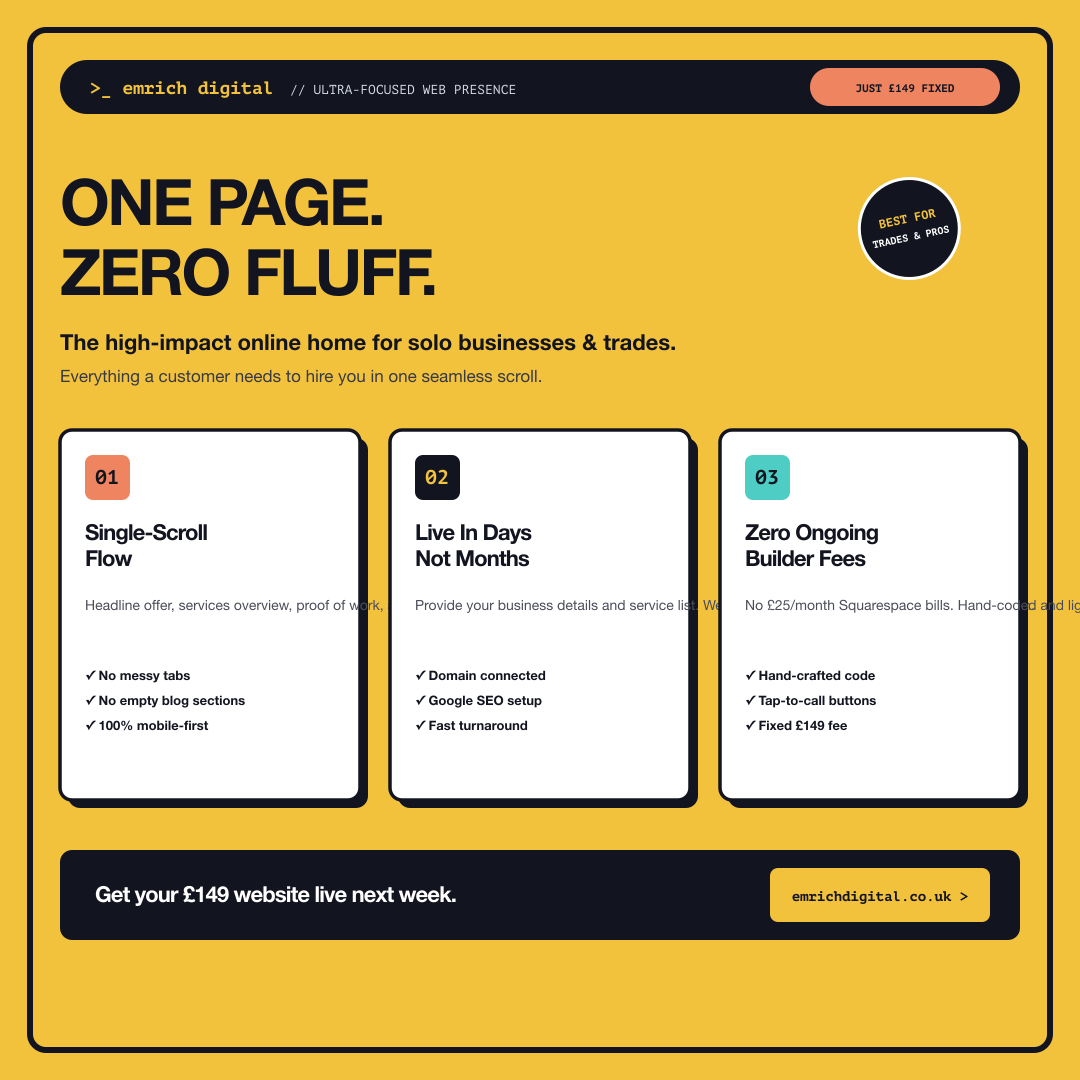 >_ emrich digital // ULTRA-FOCUSED WEB PRESENCE
JUST £149 FIXED
ONE PAGE.
ZERO FLUFF.
BEST FOR
TRADES & PROS
The high-impact online home for solo businesses & trades.
Everything a customer needs to hire you in one seamless scroll.
01
Single-Scroll
Flow
Headline offer, services overview, proof of work,
✓ No messy tabs
✓ No empty blog sections
✓ 100% mobile-first
02
Live In Days
Not Months
Provide your business details and service list. We
✓ Domain connected
✓ Google SEO setup
✓ Fast turnaround
03
Zero Ongoing
Builder Fees
No £25/month Squarespace bills. Hand-coded and
✓ Hand-crafted code
✓ Tap-to-call buttons
✓ Fixed £149 fee
Get your £149 website live next week.
emrichdigital.co.uk >